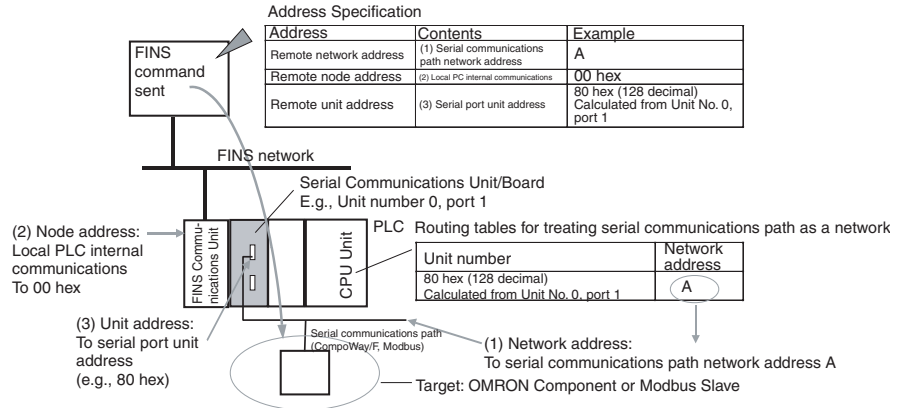 Address Specification
Address Contents Example
Remote network address (1) Serial communications path network address A
Remote node address (2) Local PC internal communications 00 hex
Remote unit address (3) Serial port unit address 80 hex (128 decimal)
Calculated from Unit No. 0,
port 1
FINS
command
sent
FINS network
Serial Communications Unit/Board
E.g., Unit number 0, port 1
(2) Node address:
Local PLC internal
communications
To 00 hex
FINS Commu-
nications Unit
CPU Unit
PLC
Routing tables for treating serial communications path as a network
Unit number Network address
80 hex (128 decimal)
Calculated from Unit No. 0, port 1 A
(3) Unit address:
To serial port unit
address
(e.g., 80 hex)
Serial communications path
(CompoWay/F, Modbus)
(1) Network address:
To serial communications path network address A
Target: OMRON Component or Modbus Slave